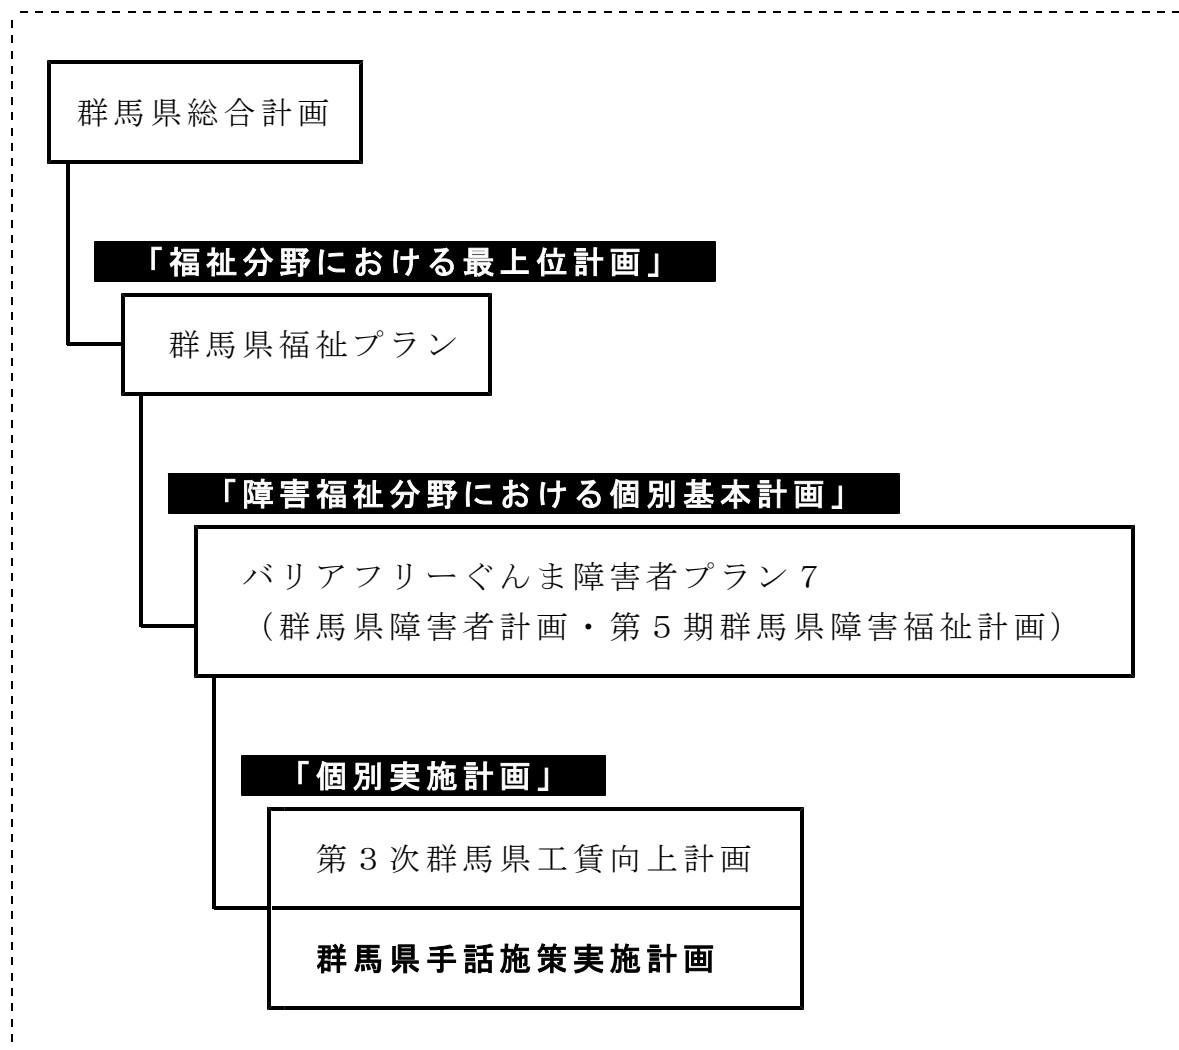 群馬県総合計画
「福祉分野における最上位計画」
群馬県福祉プラン
「障害福祉分野における個別基本計画」
バリアフリーぐんま障害者プラン７
（群馬県障害者計画・第５期群馬県障害福祉計画）
「個別実施計画」
第３次群馬県工賃向上計画
群馬県手話施策実施計画